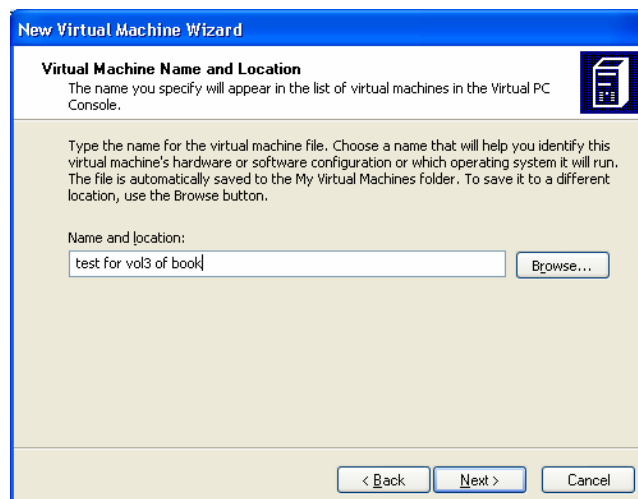 New Virtual Machine Wizard
Virtual Machine Name and Location
The name you specify will appear in the list of virtual machines in the Virtual PC
Console.
Type the name for the virtual machine file. Choose a name that will help you identify this
virtual machine's hardware or software configuration or which operating system it will run.
The file is automatically saved to the My Virtual Machines folder. To save it to a different
location, use the Browse button.
Name and location:
test for vol3 of book
Browse...
< Back
Next >
Cancel